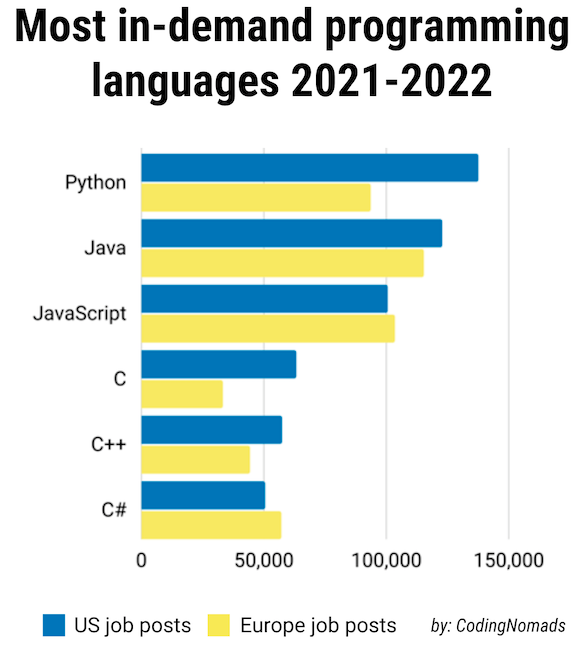 Most in-demand programming
languages 2021-2022
Python
Java
JavaScript
C
C++
C#
0 50,000 100,000 150,000
US job posts Europe job posts by: CodingNomads